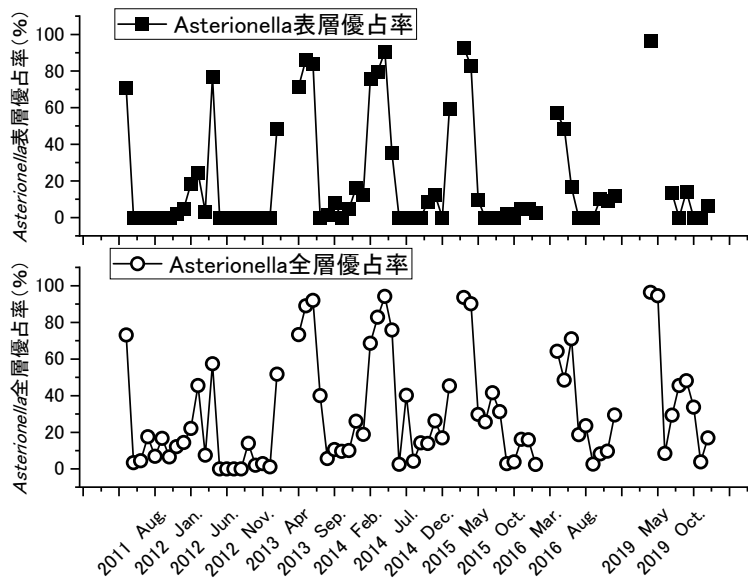 Asterionella表層優占率
Asterionella表層優占率(%)
100
80
60
40
20
0
Asterionella全層優占率
Asterionella全層優占率(%)
100
80
60
40
20
0
2011 Aug.
2012 Jan.
2012 Jun.
2012 Nov.
2013 Apr
2013 Sep.
2014 Feb.
2014 Jul.
2014 Dec.
2015 May
2015 Oct.
2016 Mar.
2016 Aug.
2019 May
2019 Oct.